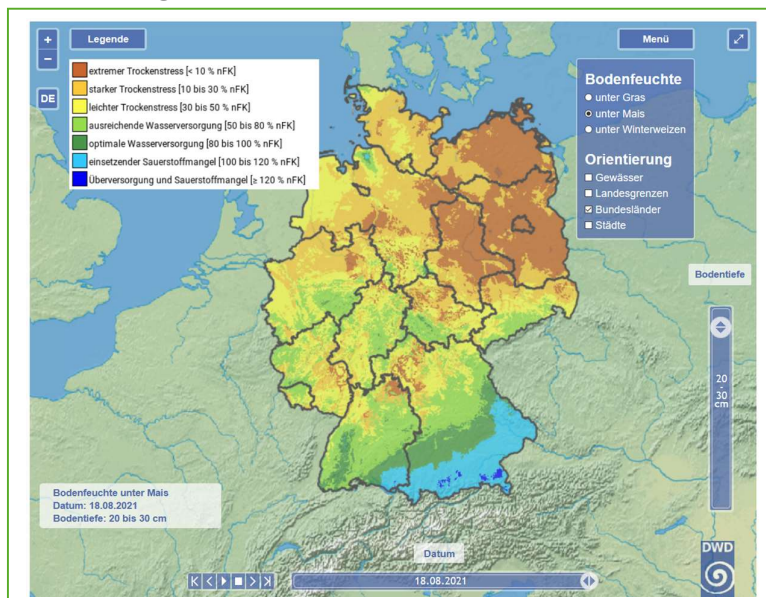 +
−
DE
Legende
Menü
extremer Trockenstress [< 10 % nFK]
starker Trockenstress [10 bis 30 % nFK]
leichter Trockenstress [30 bis 50 % nFK]
ausreichende Wasserversorgung [50 bis 80 % nFK]
optimale Wasserversorgung [80 bis 100 % nFK]
einsetzender Sauerstoffmangel [100 bis 120 % nFK]
Überversorgung und Sauerstoffmangel [≥ 120 % nFK]
Bodenfeuchte
unter Gras
unter Mais
unter Winterweizen
Orientierung
Gewässer
Landesgrenzen
Bundesländer
Städte
Bodentiefe
20
-
30
cm
Bodenfeuchte unter Mais
Datum: 18.08.2021
Bodentiefe: 20 bis 30 cm
Datum
18.08.2021
DWD